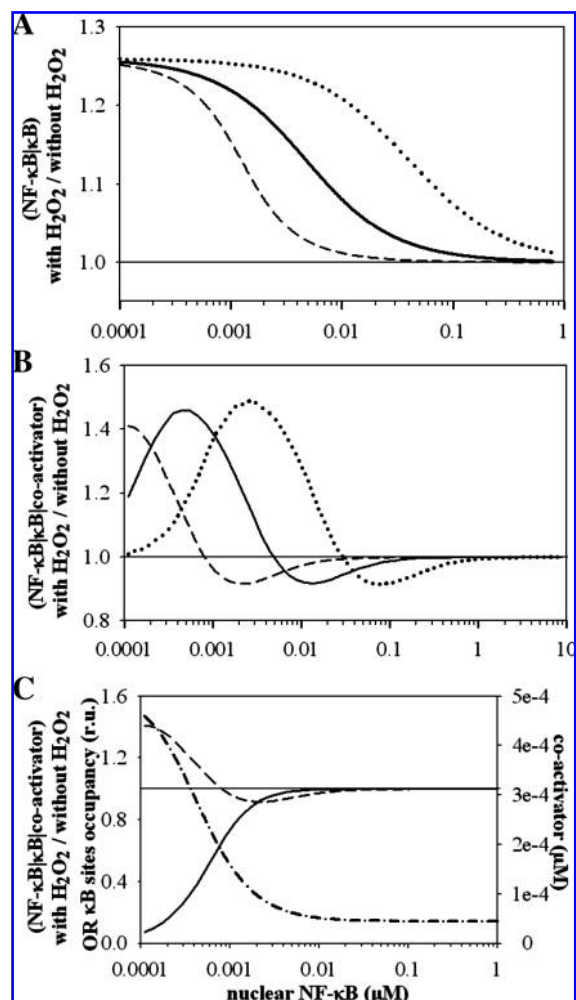 A
(NF-κB|κB)
with H2O2 / without H2O2
1.3
1.2
1.1
1.0
0.0001 0.001 0.01 0.1 1
B
(NF-κB|κB|co-activator)
with H2O2 / without H2O2
1.6
1.4
1.2
1.0
0.8
0.0001 0.001 0.01 0.1 1 10
C
(NF-κB|κB|co-activator)
with H2O2 / without H2O2
OR κB sites occupancy (r.u.)
1.6
1.2
0.8
0.4
0.0
5e-4
4e-4
3e-4
2e-4
1e-4
0
co-activator (μM)
0.0001 0.001 0.01 0.1 1
nuclear NF-κB (μM)